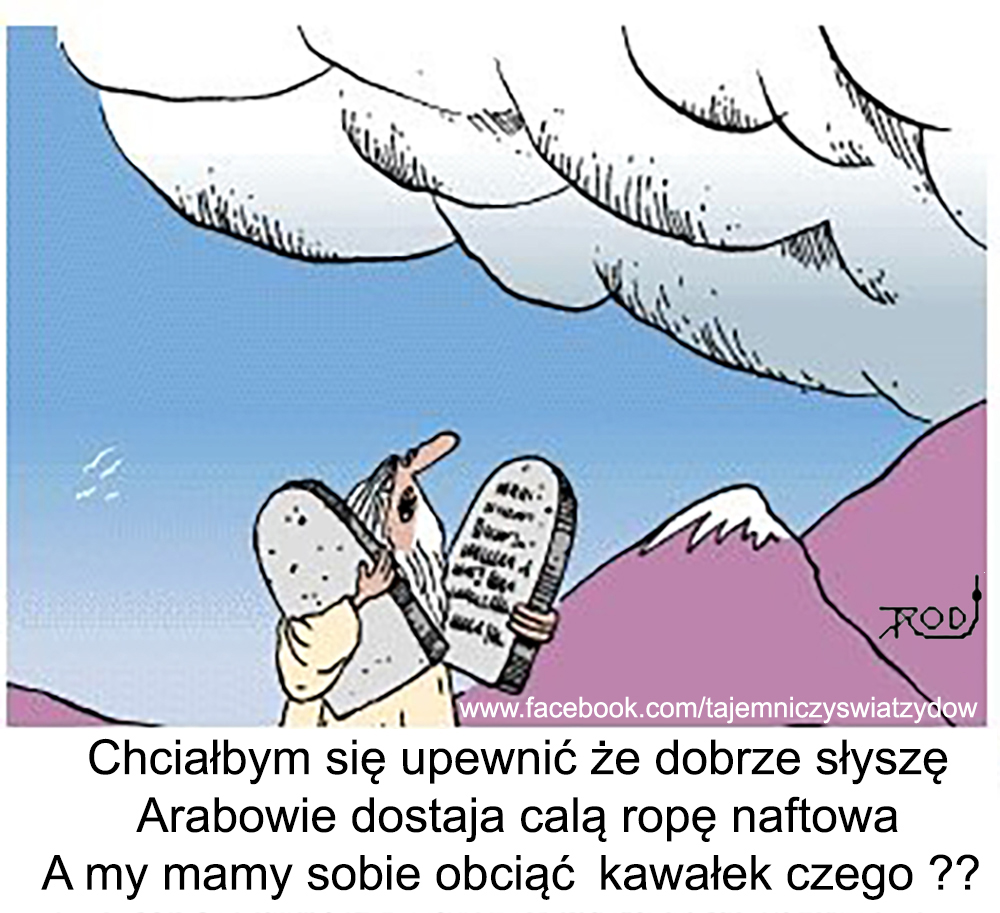 TRODJ
www.facebook.com/tajemniczyswiatzydow
Chciałbym się upewnić że dobrze słyszę
Arabowie dostaja calą ropę naftowa
A my mamy sobie obciąć kawałek czego ??